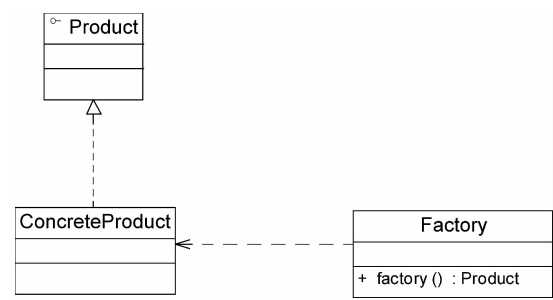 Product
ConcreteProduct
Factory
+ factory () : Product